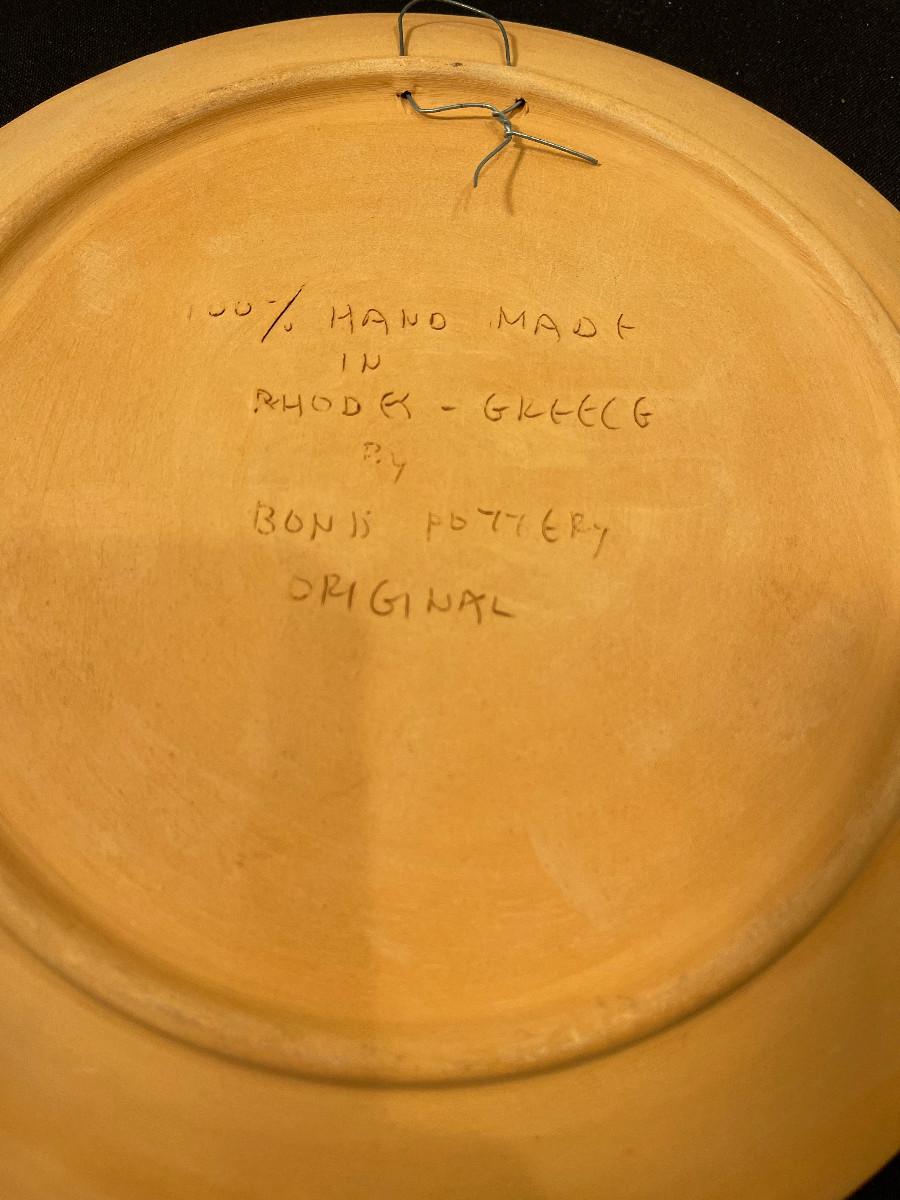 100% HAND MADE
IN
RHODES - GREECE
By
BONIS POTTERY
ORIGINAL